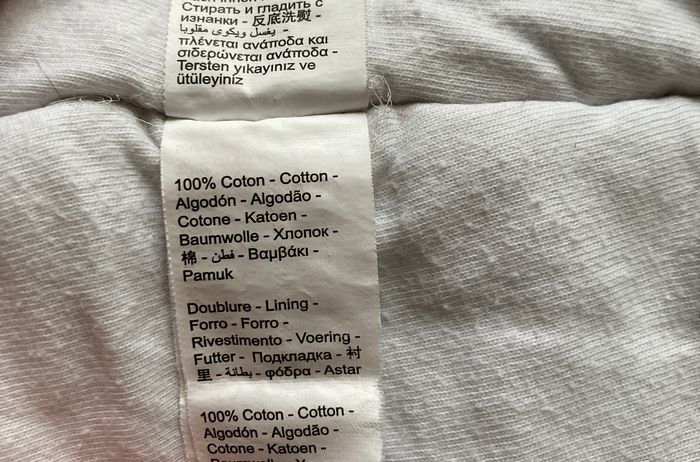 Стирать и гладить с
изнанки - 反底洗熨
- يغسل ويكوى مقلوبا
πλένεται ανάποδα και
σιδερώνεται ανάποδα -
Tersten yıkayınız ve
ütüleyiniz
100% Coton - Cotton -
Algodón - Algodão -
Cotone - Katoen -
Baumwolle - Хлопок -
棉 - قطن - Βαμβάκι -
Pamuk
Doublure - Lining -
Forro - Forro -
Rivestimento - Voering -
Futter - Подкладка - 衬
里 - بطانة - φόδρα - Astar
100% Coton - Cotton -
Algodón - Algodão -
Cotone - Katoen -